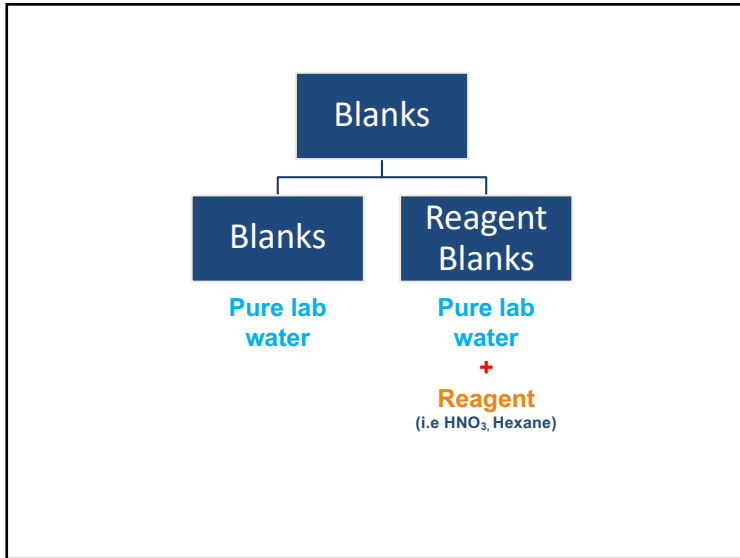 Blanks
Blanks
Reagent
Blanks
Pure lab
water
Pure lab
water
+
Reagent
(i.e HNO₃, Hexane)